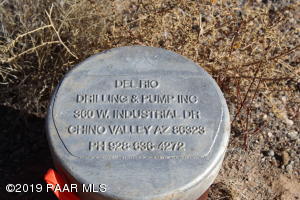 DEL RIO
DRILLING & PUMP INC
360 W. INDUSTRIAL DR
CHINO VALLEY AZ 86323
PH 928-636-4272
© 2019 PAAR MLS